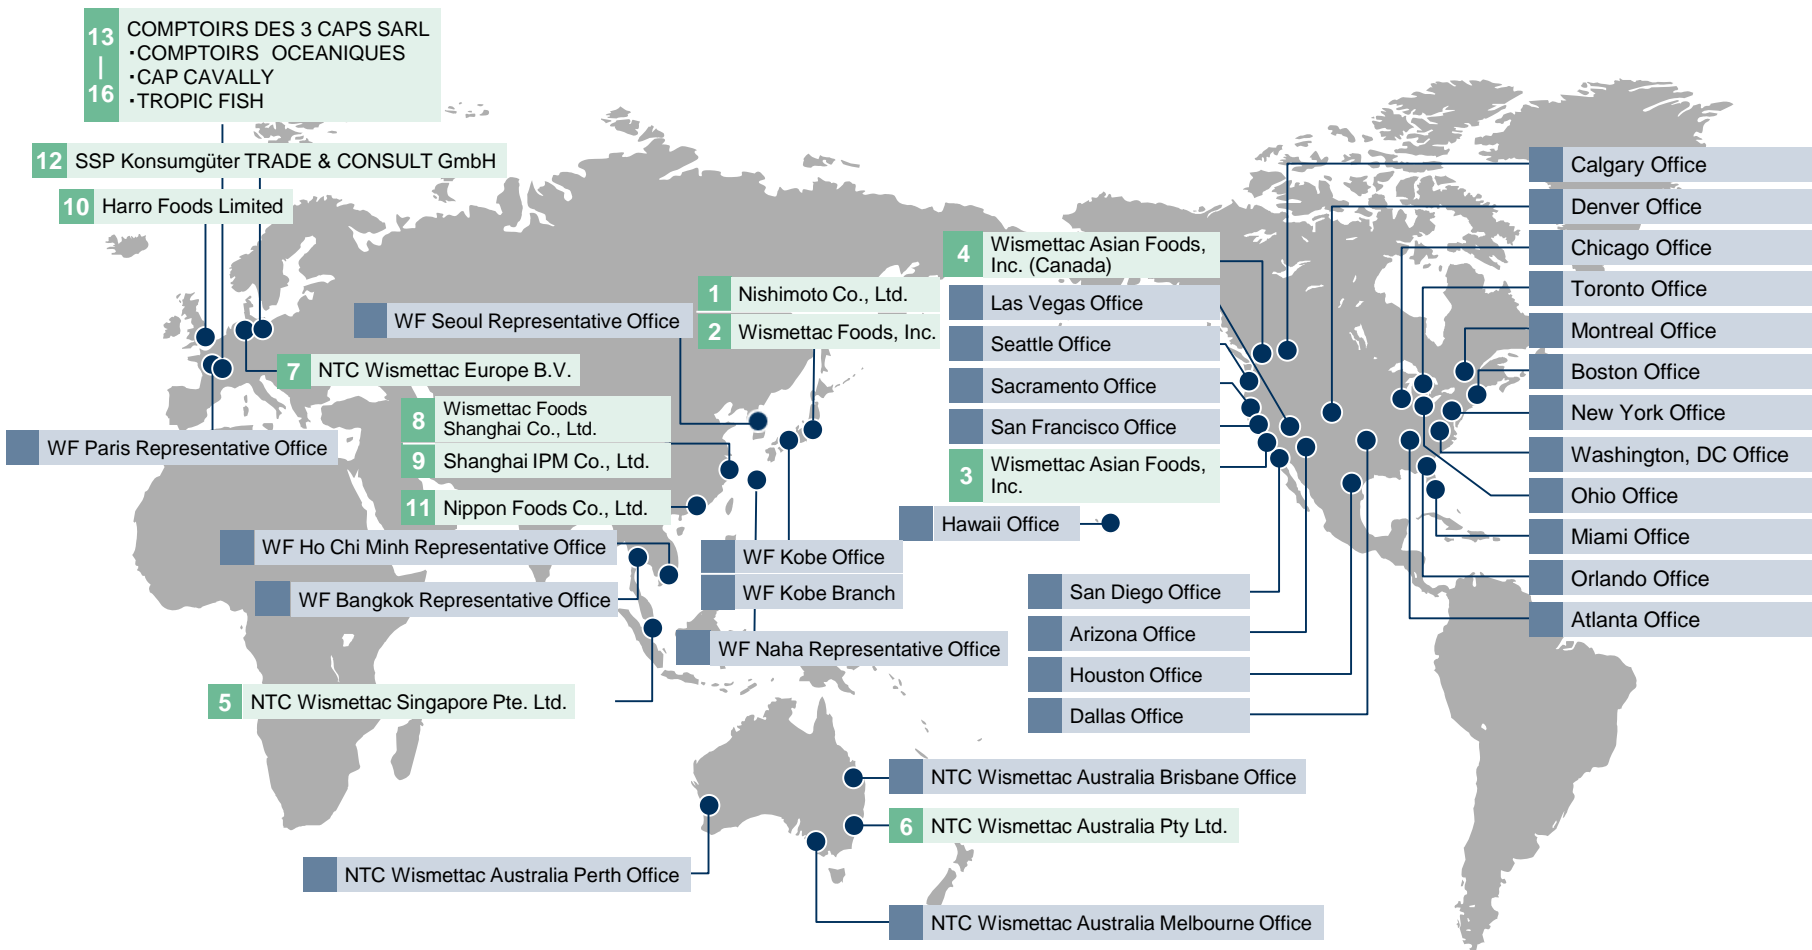 13
|
16
COMPTOIRS DES 3 CAPS SARL
・COMPTOIRS OCEANIQUES
・CAP CAVALLY
・TROPIC FISH
12 SSP Konsumgüter TRADE & CONSULT GmbH
10 Harro Foods Limited
WF Seoul Representative Office
1 Nishimoto Co., Ltd.
2 Wismettac Foods, Inc.
7 NTC Wismettac Europe B.V.
8 Wismettac Foods
Shanghai Co., Ltd.
9 Shanghai IPM Co., Ltd.
WF Paris Representative Office
11 Nippon Foods Co., Ltd.
WF Ho Chi Minh Representative Office
WF Bangkok Representative Office
WF Kobe Office
WF Kobe Branch
WF Naha Representative Office
5 NTC Wismettac Singapore Pte. Ltd.
4 Wismettac Asian Foods,
Inc. (Canada)
Las Vegas Office
Seattle Office
Sacramento Office
San Francisco Office
3 Wismettac Asian Foods,
Inc.
Hawaii Office
San Diego Office
Arizona Office
Houston Office
Dallas Office
Calgary Office
Denver Office
Chicago Office
Toronto Office
Montreal Office
Boston Office
New York Office
Washington, DC Office
Ohio Office
Miami Office
Orlando Office
Atlanta Office
NTC Wismettac Australia Brisbane Office
6 NTC Wismettac Australia Pty Ltd.
NTC Wismettac Australia Perth Office
NTC Wismettac Australia Melbourne Office